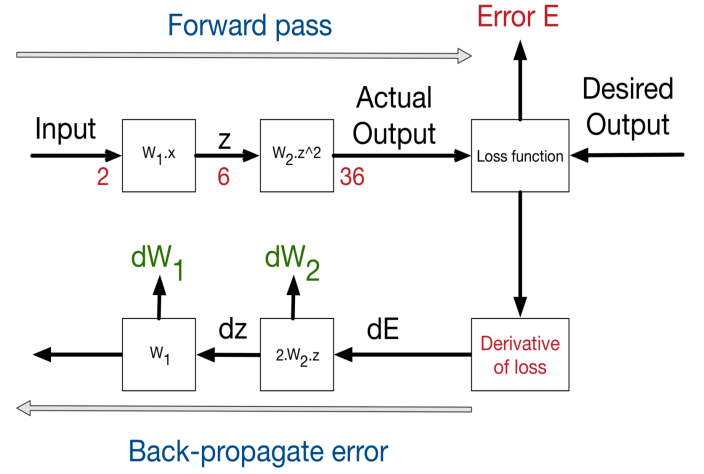 Forward pass
Error E
Desired
Output
Actual
Output
Input
z
W₁.x
W₂.z^2
Loss function
2
6
36
dW₁
dW₂
dz
dE
W₁
2.W₂.z
Derivative
of loss
Back-propagate error